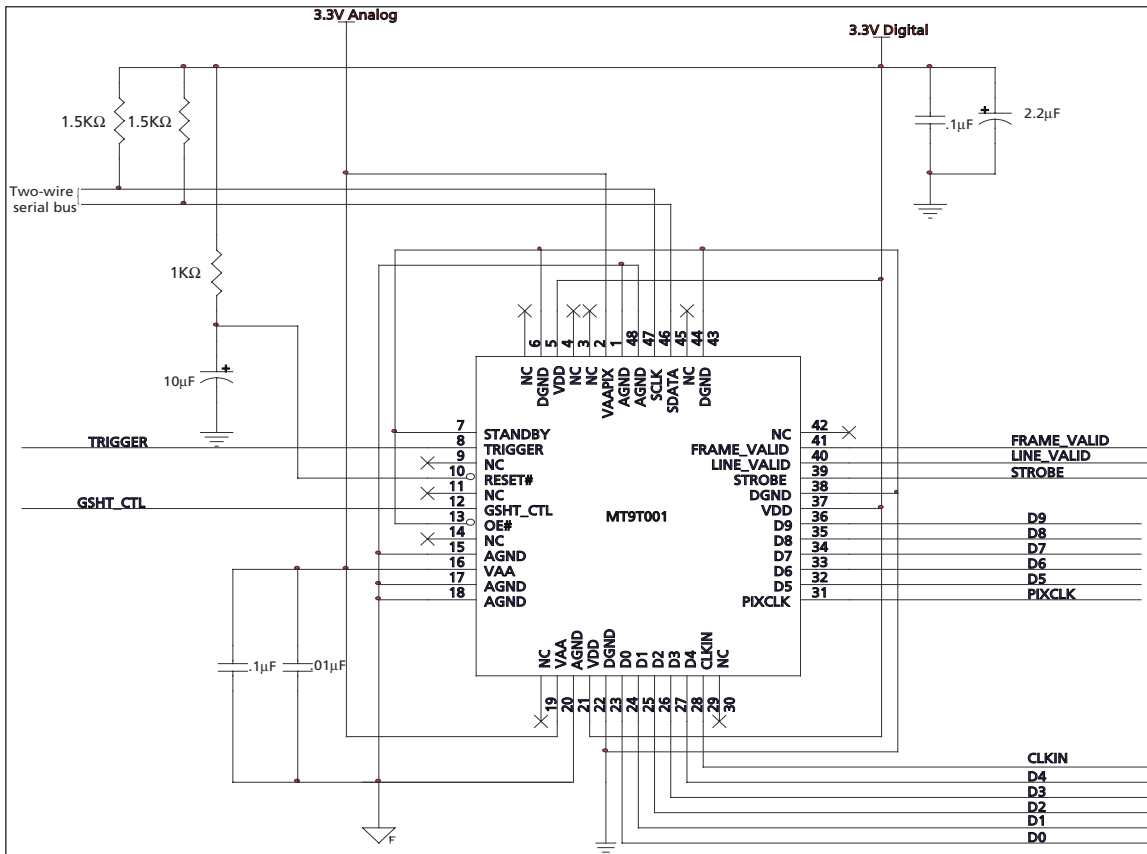 3.3V Analog
3.3V Digital
1.5KΩ 1.5KΩ
+
.1µF
2.2µF
Two-wire
serial bus
1KΩ
10µF
+
6 5 4 3 2 1 48 47 46 45 44 43
NC DGND VDD NC NC VAAPIX AGND AGND SCLK SDATA NC DGND
TRIGGER
GSHT_CTL
7 STANDBY
8 TRIGGER
9 NC
10 RESET#
11 NC
12 GSHT_CTL
13 OE#
14 NC
15 AGND
16 VAA
17 AGND
18 AGND
MT9T001
NC 42
FRAME_VALID 41 FRAME_VALID
LINE_VALID 40 LINE_VALID
STROBE 39 STROBE
DGND 38
VDD 37
D9 36 D9
D8 35 D8
D7 34 D7
D6 33 D6
D5 32 D5
PIXCLK 31 PIXCLK
NC VAA AGND VDD DGND D0 D1 D2 D3 D4 CLKIN NC
19 20 21 22 23 24 25 26 27 28 29 30
.1µF
.01µF
CLKIN
D4
D3
D2
D1
D0
F